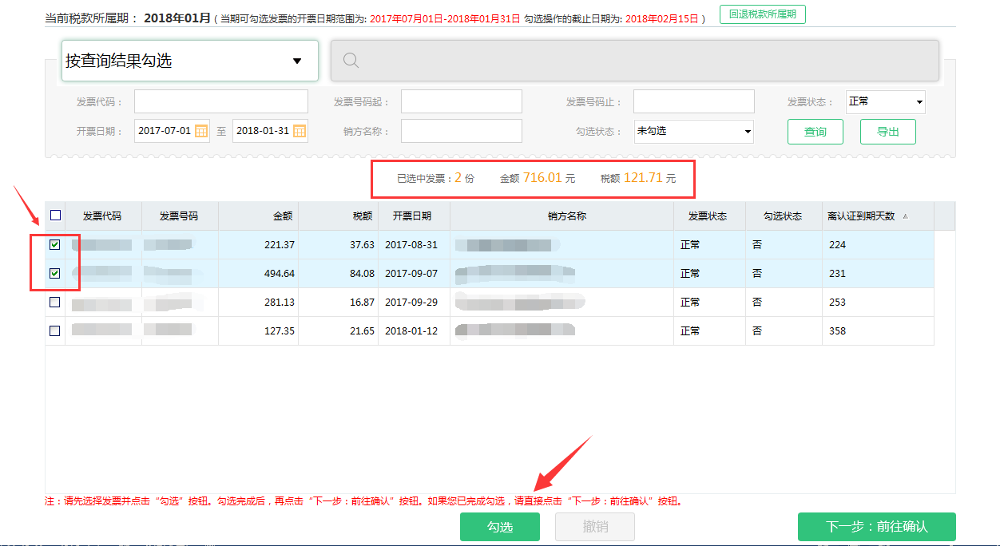 当前税款所属期： 2018年01月 ( 当期可勾选发票的开票日期范围为: 2017年07月01日-2018年01月31日 勾选操作的截止日期为: 2018年02月15日 ) 回退税款所属期
按查询结果勾选
发票代码： 发票号码起： 发票号码止： 发票状态： 正常
开票日期： 2017-07-01 至 2018-01-31 销方名称： 勾选状态： 未勾选 查询 导出
已选中发票：2 份 金额 716.01 元 税额 121.71 元
发票代码 发票号码 金额 税额 开票日期 销方名称 发票状态 勾选状态 离认证到期天数
221.37 37.63 2017-08-31 正常 否 224
494.64 84.08 2017-09-07 正常 否 231
281.13 16.87 2017-09-29 正常 否 253
127.35 21.65 2018-01-12 正常 否 358
注：请先选择发票并点击“勾选”按钮。勾选完成后，再点击“下一步：前往确认”按钮。如果您已完成勾选，请直接点击“下一步：前往确认”按钮。
勾选 撤销 下一步：前往确认